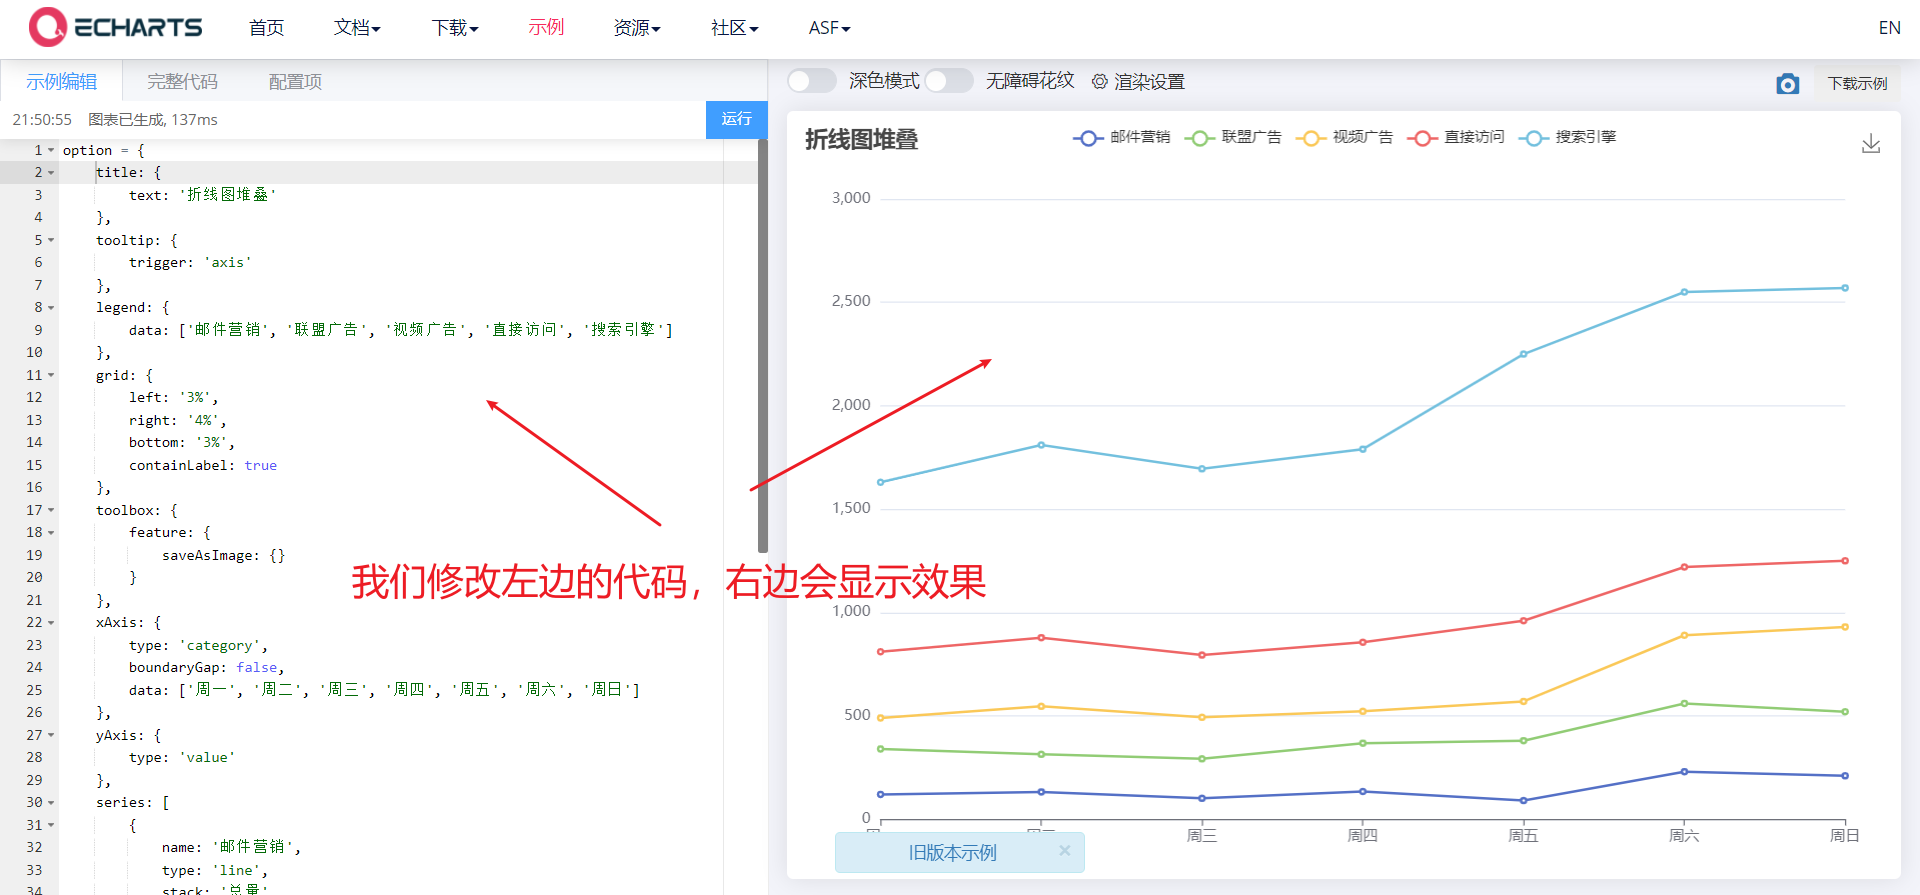 ECHARTS 首页 文档 下载 示例 资源 社区 ASF EN
示例编辑 完整代码 配置项
21:50:55 图表已生成, 137ms 运行
1 option = {
2 title: {
3 text: '折线图堆叠'
4 },
5 tooltip: {
6 trigger: 'axis'
7 },
8 legend: {
9 data: ['邮件营销', '联盟广告', '视频广告', '直接访问', '搜索引擎']
10 },
11 grid: {
12 left: '3%',
13 right: '4%',
14 bottom: '3%',
15 containLabel: true
16 },
17 toolbox: {
18 feature: {
19 saveAsImage: {}
20 }
21 },
22 xAxis: {
23 type: 'category',
24 boundaryGap: false,
25 data: ['周一', '周二', '周三', '周四', '周五', '周六', '周日']
26 },
27 yAxis: {
28 type: 'value'
29 },
30 series: [
31 {
32 name: '邮件营销',
33 type: 'line',
34 stack: '总量'
我们修改左边的代码，右边会显示效果
深色模式 无障碍花纹 渲染设置 下载示例
折线图堆叠 邮件营销 联盟广告 视频广告 直接访问 搜索引擎
3,000
2,500
2,000
1,500
1,000
500
0
周三 周四 周五 周六 周日
旧版本示例 ×